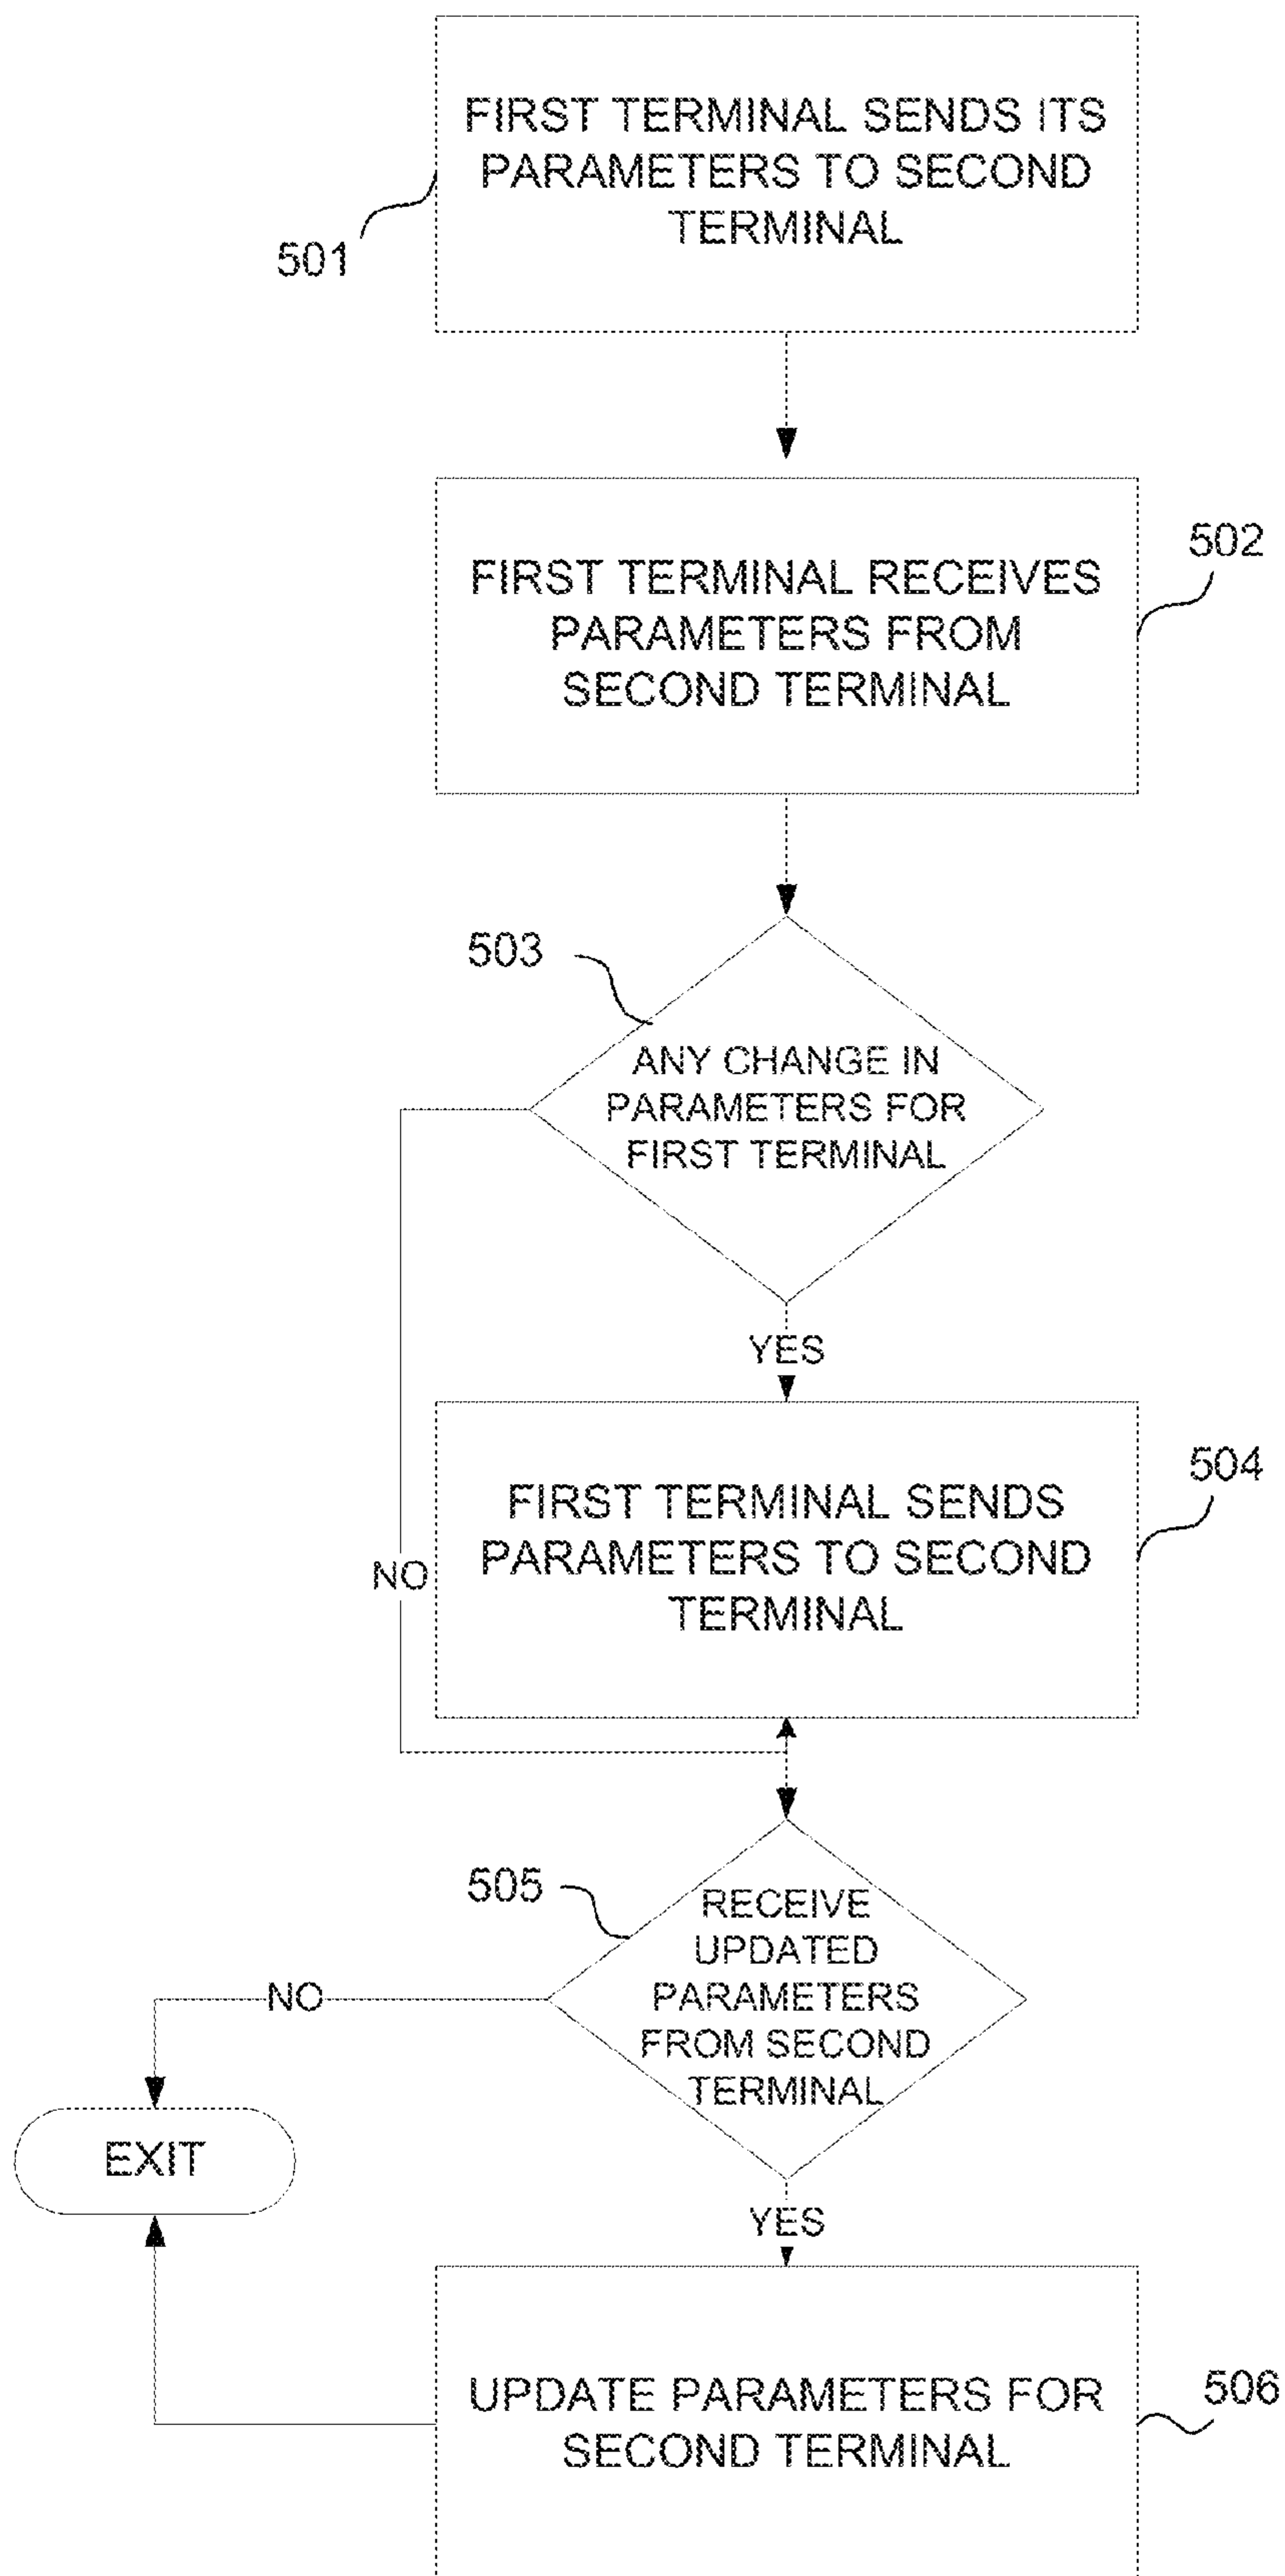 FIRST TERMINAL SENDS ITS
PARAMETERS TO SECOND
TERMINAL
501
502
FIRST TERMINAL RECEIVES
PARAMETERS FROM
SECOND TERMINAL
503
ANY CHANGE IN
PARAMETERS FOR
FIRST TERMINAL
YES
504
FIRST TERMINAL SENDS
PARAMETERS TO SECOND
TERMINAL
NO
505
RECEIVE
UPDATED
PARAMETERS
FROM SECOND
TERMINAL
NO
EXIT
YES
506
UPDATE PARAMETERS FOR
SECOND TERMINAL